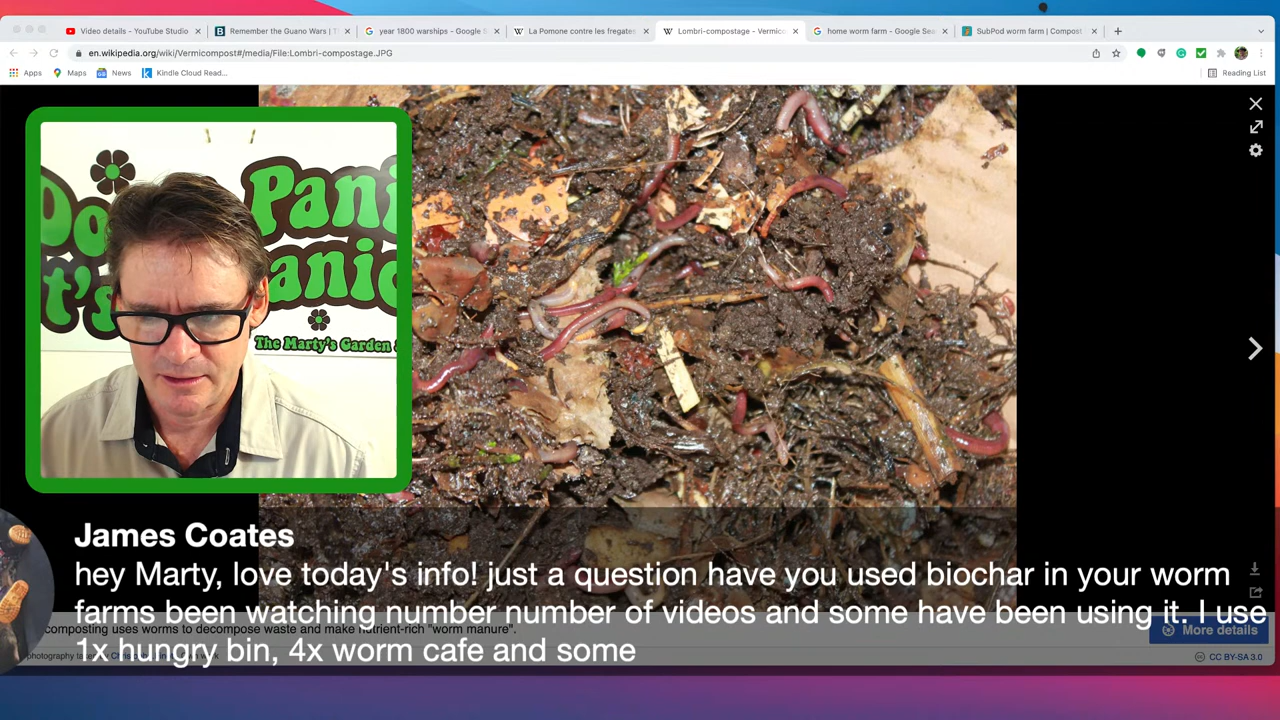 Video details - YouTube Studio
Remember the Guano Wars | T
year 1800 warships - Google S
La Pomone contre les fregates
Lombri-compostage - Vermic
home worm farm - Google Sea
SubPod worm farm | Compost
en.wikipedia.org/wiki/Vermicompost#/media/File:Lombri-compostage.JPG
Apps
Maps
News
Kindle Cloud Read...
Reading List
Do
Pani
t's
anic
The Marty's Garden
James Coates
hey Marty, love today's info! just a question have you used biochar in your worm
farms been watching number number of videos and some have been using it. I use
1x hungry bin, 4x worm cafe and some
composting uses worms to decompose waste and make nutrient-rich "worm manure".
More details
CC BY-SA 3.0